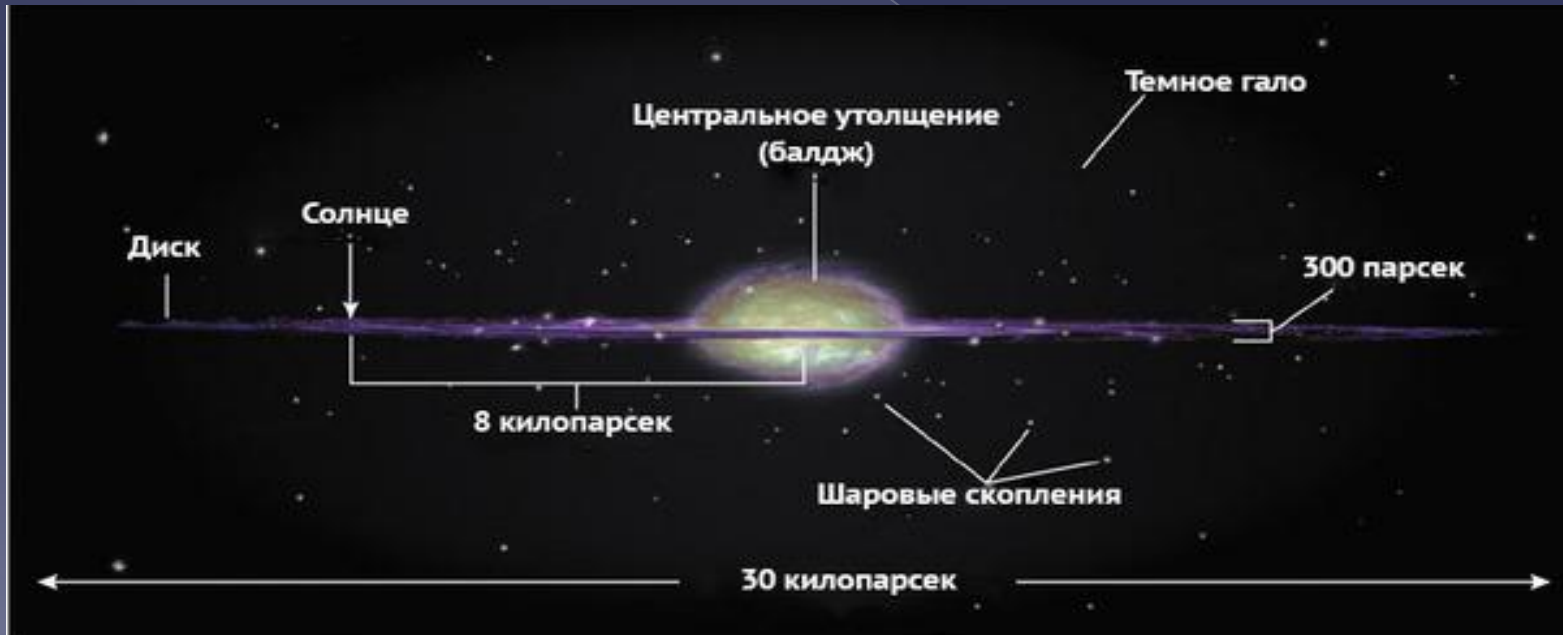 Темное гало
Центральное утолщение
(балдж)
Солнце
Диск
300 парсек
8 килопарсек
Шаровые скопления
30 килопарсек